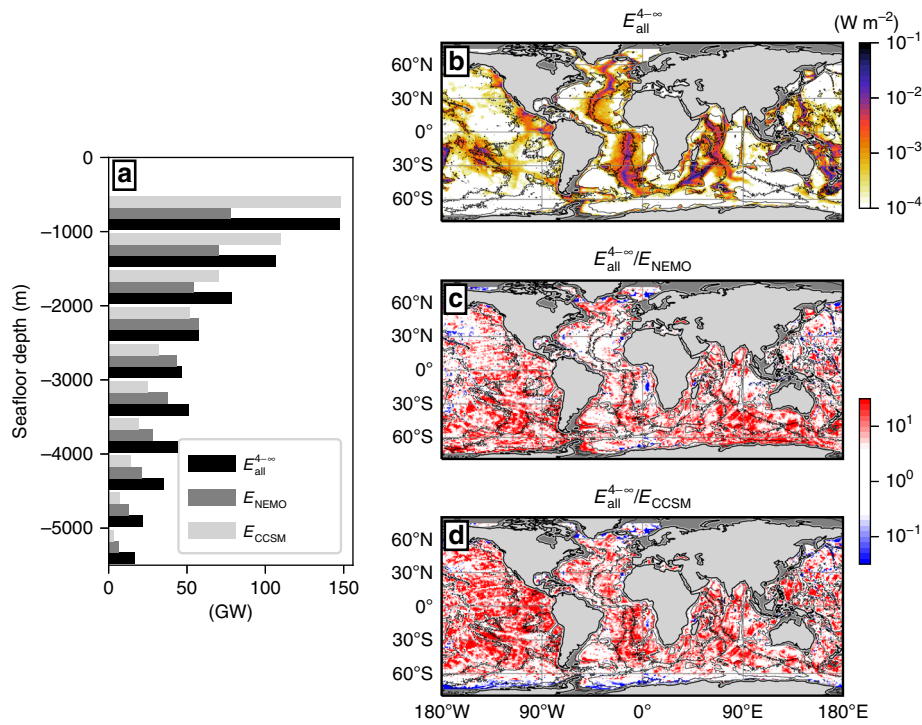 a
0
−1000
−2000
−3000
−4000
−5000
Seafloor depth (m)
0 50 100 150
(GW)
E_all^4–∞
E_NEMO
E_CCSM
E_all^4–∞ (W m−2)
b
60°N
30°N
0°
30°S
60°S
10−1
10−2
10−3
10−4
E_all^4–∞/E_NEMO
c
60°N
30°N
0°
30°S
60°S
10^1
10^0
10−1
E_all^4–∞/E_CCSM
d
60°N
30°N
0°
30°S
60°S
180°W 90°W 0° 90°E 180°E